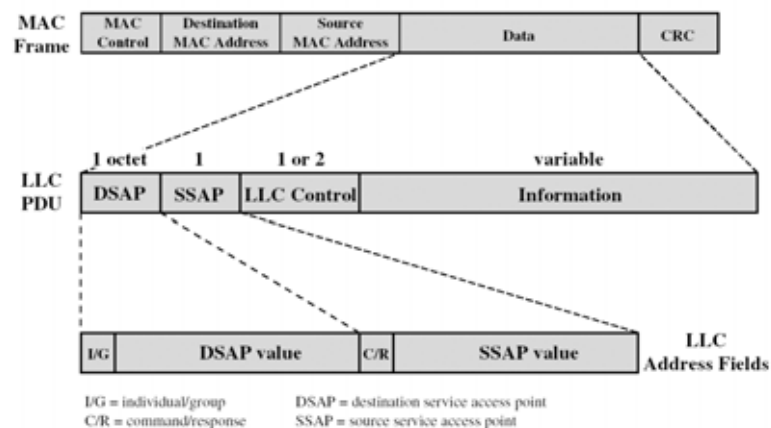 MAC Frame
MAC Control
Destination MAC Address
Source MAC Address
Data
CRC
1 octet
1
1 or 2
variable
LLC PDU
DSAP
SSAP
LLC Control
Information
I/G
DSAP value
C/R
SSAP value
LLC Address Fields
I/G = individual/group
DSAP = destination service access point
C/R = command/response
SSAP = source service access point